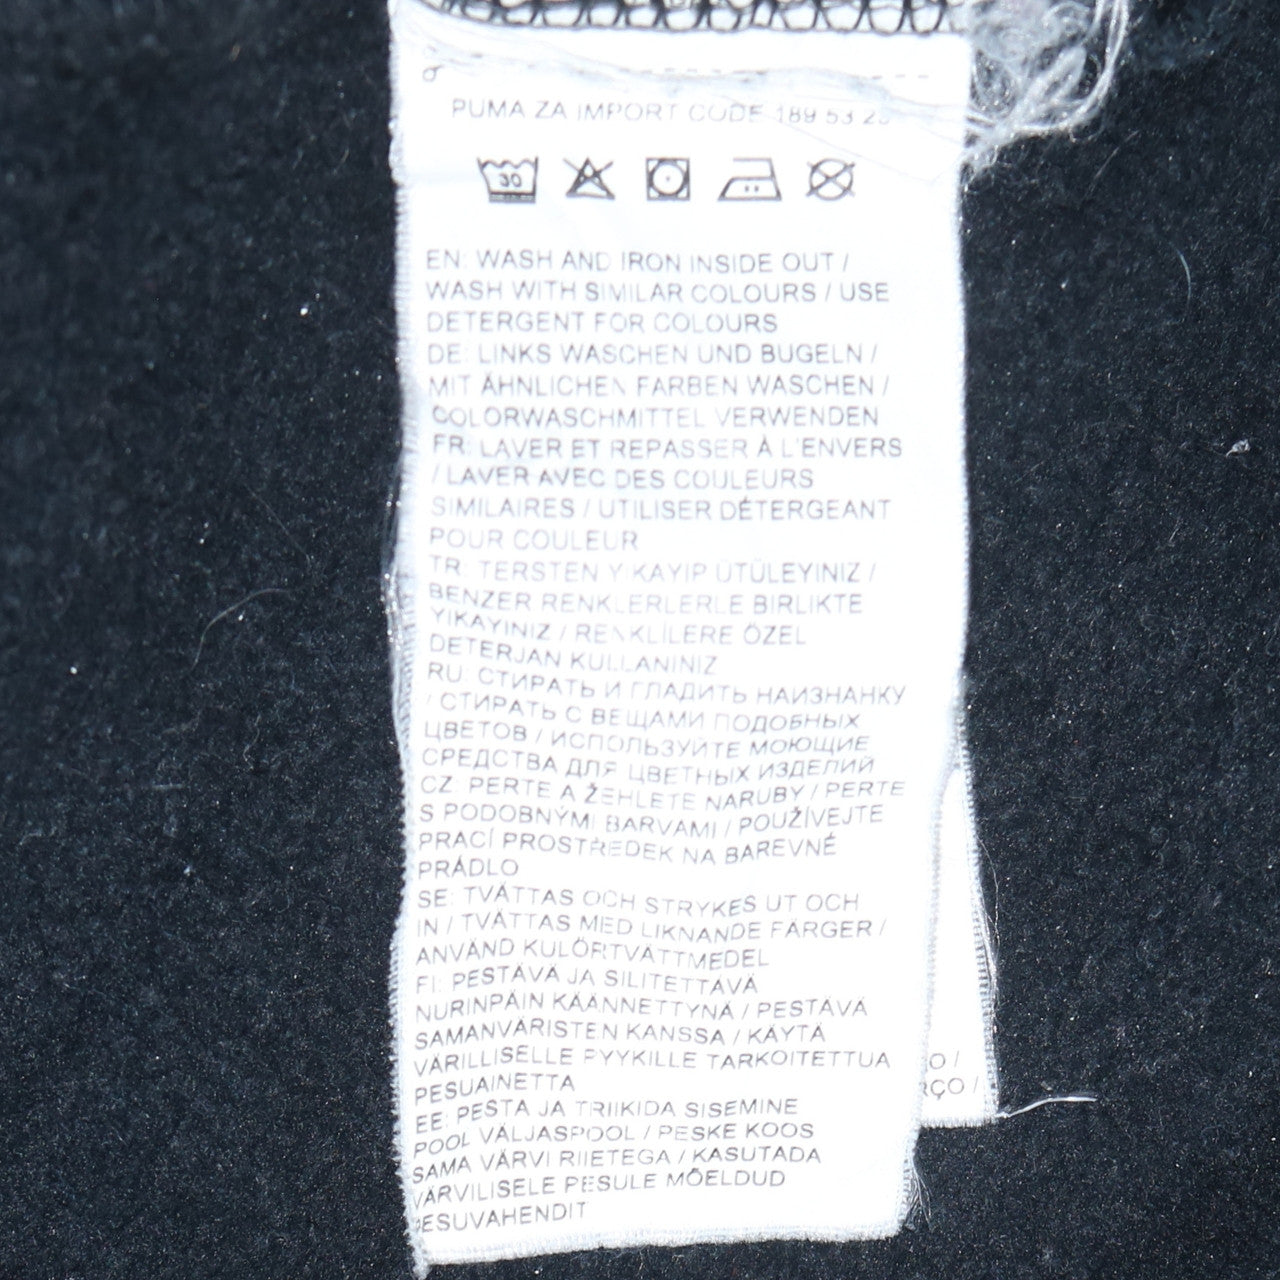 PUMA ZA IMPORT CODE 189 53 25
30
EN: WASH AND IRON INSIDE OUT /
WASH WITH SIMILAR COLOURS / USE
DETERGENT FOR COLOURS
DE: LINKS WASCHEN UND BÜGELN /
MIT ÄHNLICHEN FARBEN WASCHEN /
COLORWASCHMITTEL VERWENDEN
FR: LAVER ET REPASSER À L'ENVERS
/ LAVER AVEC DES COULEURS
SIMILAIRES / UTILISER DÉTERGEANT
POUR COULEUR
TR: TERSTEN YIKAYIP ÜTÜLEYINIZ /
BENZER RENKLERLERLE BIRLIKTE
YIKAYINIZ / RENKLILERE ÖZEL
DETERJAN KULLANINIZ
RU: СТИРАТЬ И ГЛАДИТЬ НАИЗНАНКУ
/ СТИРАТЬ С ВЕЩАМИ ПОДОБНЫХ
ЦВЕТОВ / ИСПОЛЬЗУЙТЕ МОЮЩИЕ
СРЕДСТВА ДЛЯ ЦВЕТНЫХ ИЗДЕЛИЙ
CZ: PERTE A ŽEHLETE NARUBY / PERTE
S PODOBNÝMI BARVAMI / POUŽÍVEJTE
PRACÍ PROSTŘEDEK NA BAREVNÉ
PRÁDLO
SE: TVÄTTAS OCH STRYKES UT OCH
IN / TVÄTTAS MED LIKNANDE FÄRGER /
ANVÄND KULÖRTVÄTTMEDEL
FI: PESTÄVÄ JA SILITETTÄVÄ
NURINPÄIN KÄÄNNETTYNÄ / PESTÄVÄ
SAMANVÄRISTEN KANSSA / KÄYTÄ
VÄRILLISELLE PYYKILLE TARKOITETTUA
PESUAINETTA
EE: PESTA JA TRIIKIDA SISEMINE
POOL VÄLJASPOOL / PESKE KOOS
SAMA VÄRVI RIIETEGA / KASUTADA
VÄRVILISELE PESULE MÕELDUD
PESUVAHENDIT